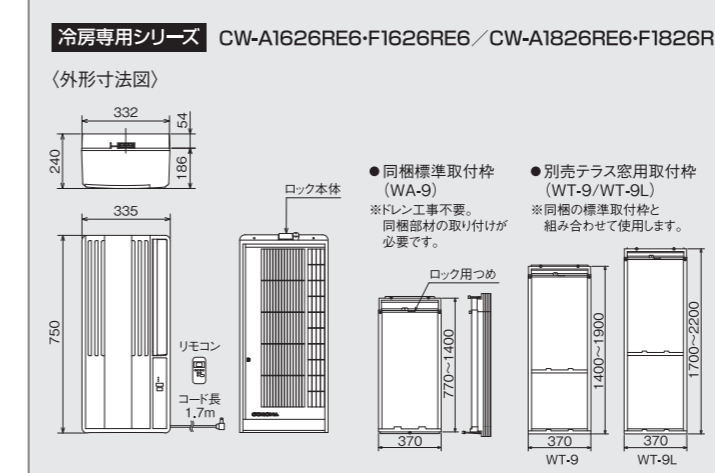 冷房専用シリーズ CW-A1626RE6・F1626RE6／CW-A1826RE6・F1826R
〈外形寸法図〉
332
54
240
186
335
750
リモコン
コード長
1.7m
ロック本体
●同梱標準取付枠
（WA-9）
※ドレン工事不要。
同梱部材の取り付けが
必要です。
ロック用つめ
770〜1400
370
●別売テラス窓用取付枠
（WT-9/WT-9L）
※同梱の標準取付枠と
組み合わせて使用します。
1400〜1900
370
WT-9
1700〜2200
370
WT-9L